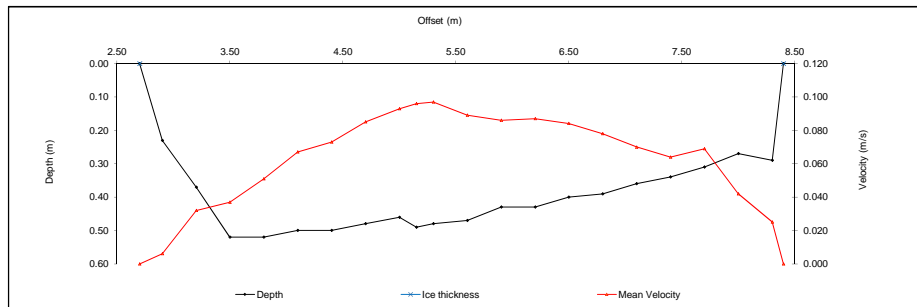 Offset (m)
2.50 3.50 4.50 5.50 6.50 7.50 8.50
0.00 0.120
0.10 0.100
0.20 0.080
0.30 0.060
0.40 0.040
0.50 0.020
0.60 0.000
Depth (m)
Velocity (m/s)
Depth Ice thickness Mean Velocity